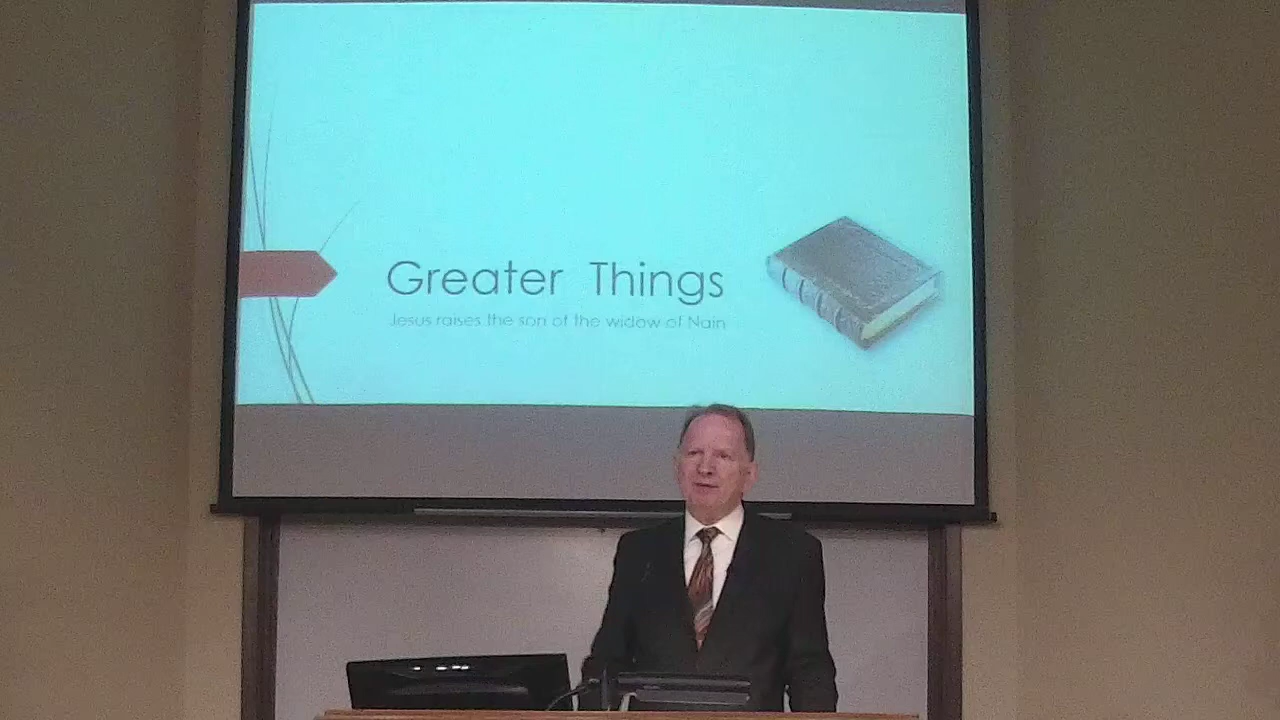 Greater Things
Jesus raises the son of the widow of Nain